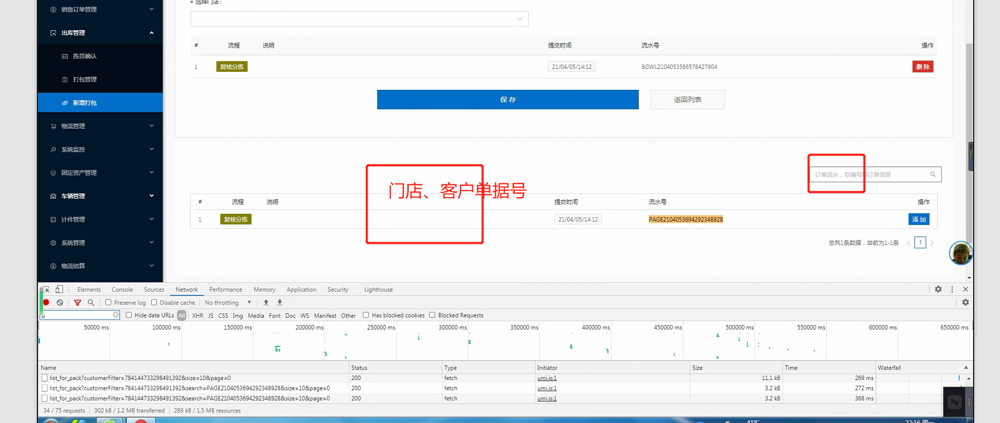 销售订单管理
* 选择门店:
出库管理
拣货确认
打包管理
新增打包
物流管理
系统监控
固定资产管理
车辆管理
计件管理
系统管理
物流结算
# 流程 说明 提交时间 流水号 操作
1 复核分拣 21/04/05/14:12 BGWL2104053586578427904 删 除
保 存 返回列表
订单流水，自编号等订单信息
门店、客户单据号
# 流程 说明 提交时间 流水号 操作
1 复核分拣 21/04/05/14:12 PAGE2104053694292348928 添 加
总共1条数据，当前为1-1条 < 1 >
Elements Console Sources Network Performance Memory Application Security Lighthouse
Preserve log Disable cache No throttling
u Hide data URLs All XHR JS CSS Img Media Font Doc WS Manifest Other Has blocked cookies Blocked Requests
50000 ms 100000 ms 150000 ms 200000 ms 250000 ms 300000 ms 350000 ms 400000 ms 450000 ms 500000 ms 550000 ms 600000 ms 650000 ms
Name Status Type Initiator Size Time Waterfall
list_for_pack?customerFilter=784144733298491392&size=10&page=0 200 fetch umi.js:1 11.1 kB 269 ms
list_for_pack?customerFilter=784144733298491392&search=PAGE2104053694292348928&size=10&page=0 200 fetch umi.js:1 3.2 kB 272 ms
list_for_pack?customerFilter=784144733298491392&search=PAGE2104053694292348928&size=10&page=0 200 fetch umi.js:1 3.2 kB 368 ms
34 / 75 requests 302 kB / 1.2 MB transferred 289 kB / 1.5 MB resources
41℃ 22:16 周一